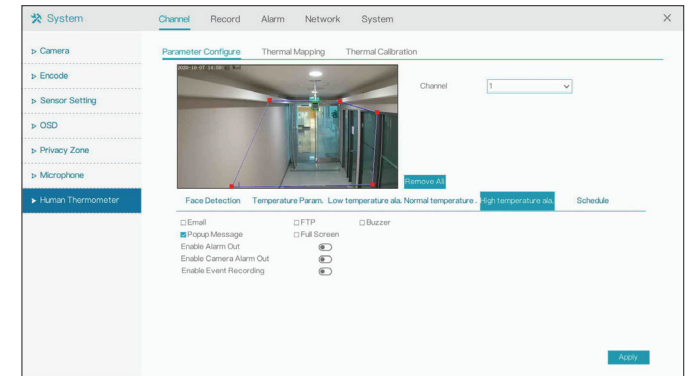 System
Channel Record Alarm Network System
Camera
Encode
Sensor Setting
OSD
Privacy Zone
Microphone
Human Thermometer
Parameter Configure Thermal Mapping Thermal Calibration
Channel 1
Remove All
Face Detection Temperature Param. Low temperature ala. Normal temperature . High temperature ala. Schedule
Email FTP Buzzer
Popup Message Full Screen
Enable Alarm Out
Enable Camera Alarm Out
Enable Event Recording
Apply